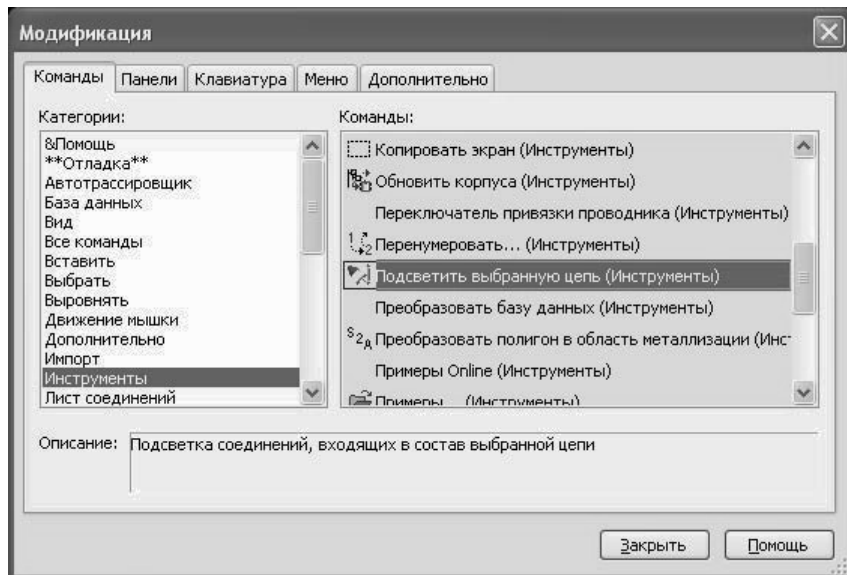 Модификация
Команды Панели Клавиатура Меню Дополнительно
Категории:
&Помощь
**Отладка**
Автотрассировщик
База данных
Вид
Все команды
Вставить
Выбрать
Выровнять
Движение мышки
Дополнительно
Импорт
Инструменты
Лист соединений
Команды:
Копировать экран (Инструменты)
Обновить корпуса (Инструменты)
Переключатель привязки проводника (Инструменты)
Перенумеровать... (Инструменты)
Подсветить выбранную цепь (Инструменты)
Преобразовать базу данных (Инструменты)
Преобразовать полигон в область металлизации (Инс
Примеры Online (Инструменты)
Примеры... (Инструменты)
Описание: Подсветка соединений, входящих в состав выбранной цепи
Закрыть Помощь